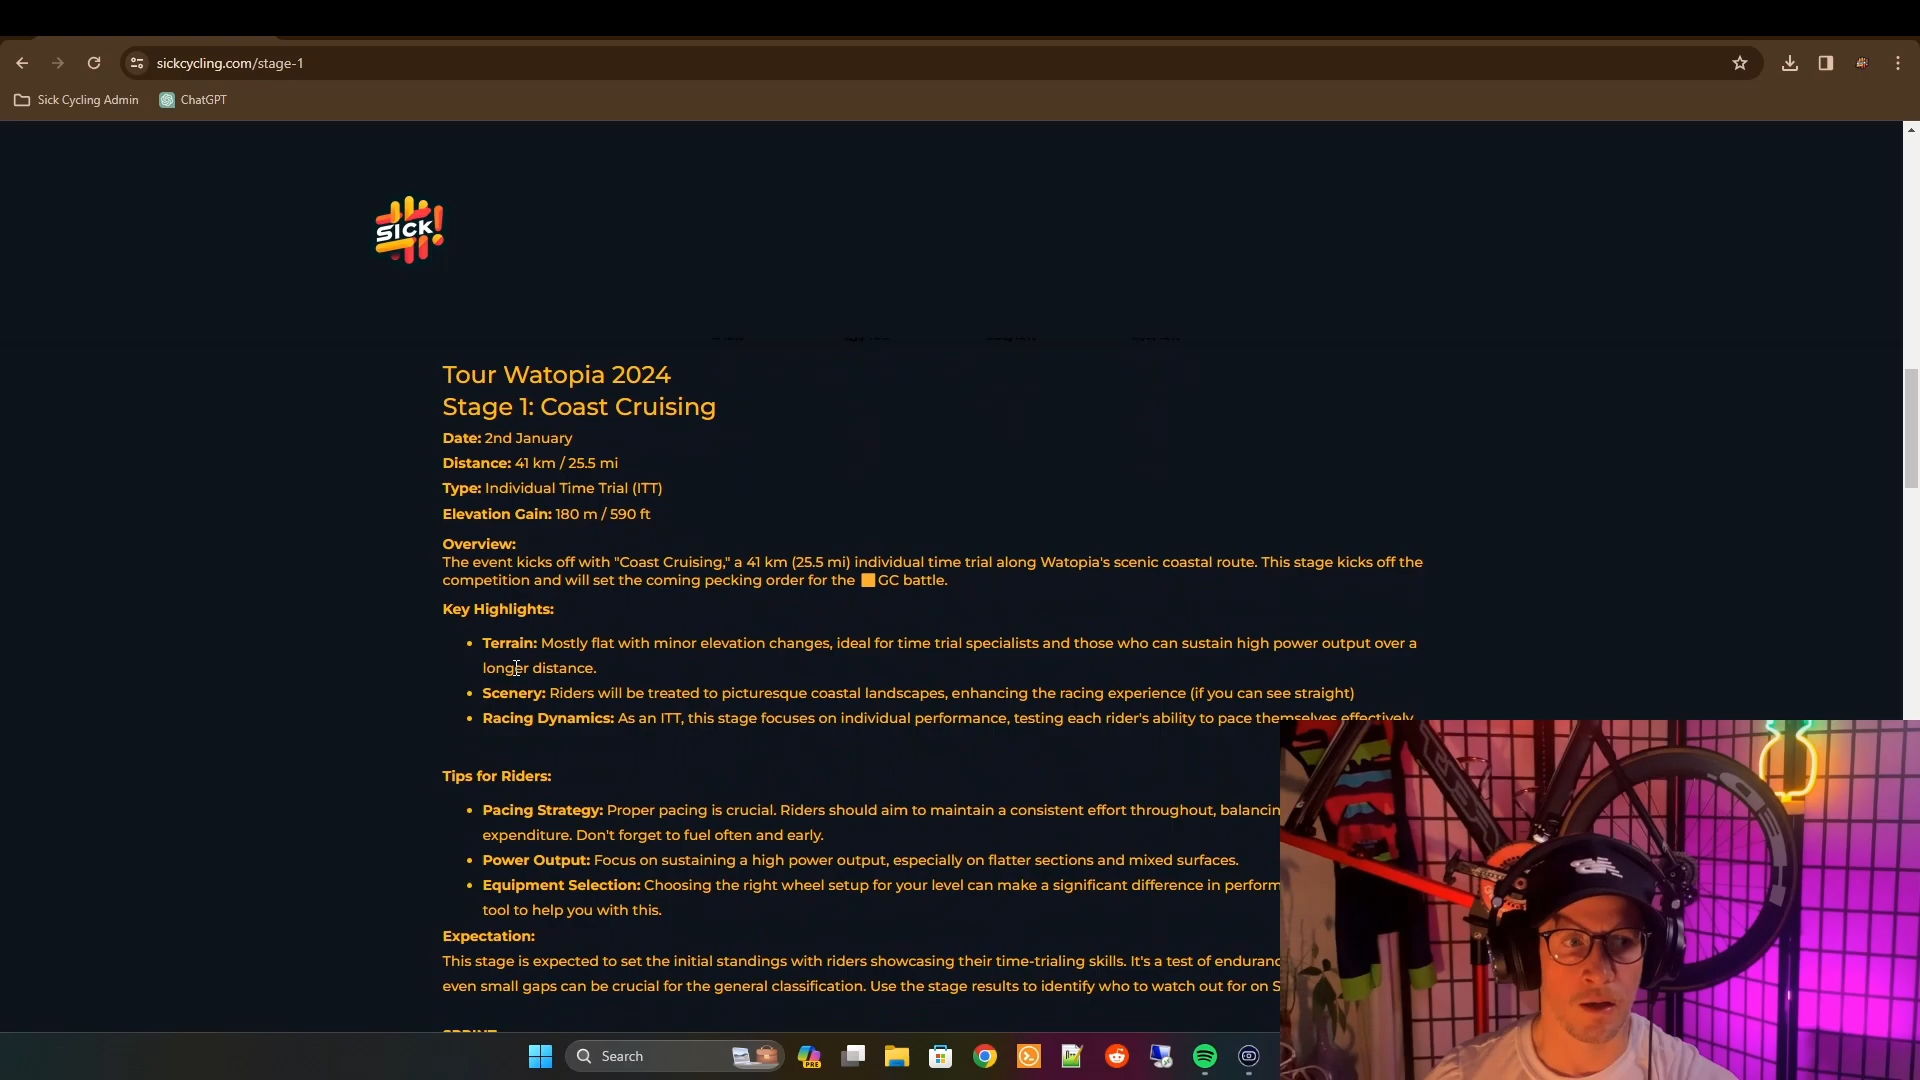 sickcycling.com/stage-1
Sick Cycling Admin ChatGPT
SICK!
Tour Watopia 2024
Stage 1: Coast Cruising
Date: 2nd January
Distance: 41 km / 25.5 mi
Type: Individual Time Trial (ITT)
Elevation Gain: 180 m / 590 ft
Overview:
The event kicks off with "Coast Cruising," a 41 km (25.5 mi) individual time trial along Watopia's scenic coastal route. This stage kicks off the
competition and will set the coming pecking order for the GC battle.
Key Highlights:
Terrain: Mostly flat with minor elevation changes, ideal for time trial specialists and those who can sustain high power output over a
longer distance.
Scenery: Riders will be treated to picturesque coastal landscapes, enhancing the racing experience (if you can see straight)
Racing Dynamics: As an ITT, this stage focuses on individual performance, testing each rider's ability to pace themselves effectively
Tips for Riders:
Pacing Strategy: Proper pacing is crucial. Riders should aim to maintain a consistent effort throughout, balancin
expenditure. Don't forget to fuel often and early.
Power Output: Focus on sustaining a high power output, especially on flatter sections and mixed surfaces.
Equipment Selection: Choosing the right wheel setup for your level can make a significant difference in perform
tool to help you with this.
Expectation:
This stage is expected to set the initial standings with riders showcasing their time-trialing skills. It's a test of enduranc
even small gaps can be crucial for the general classification. Use the stage results to identify who to watch out for on S
SPRINT
Search
PRE